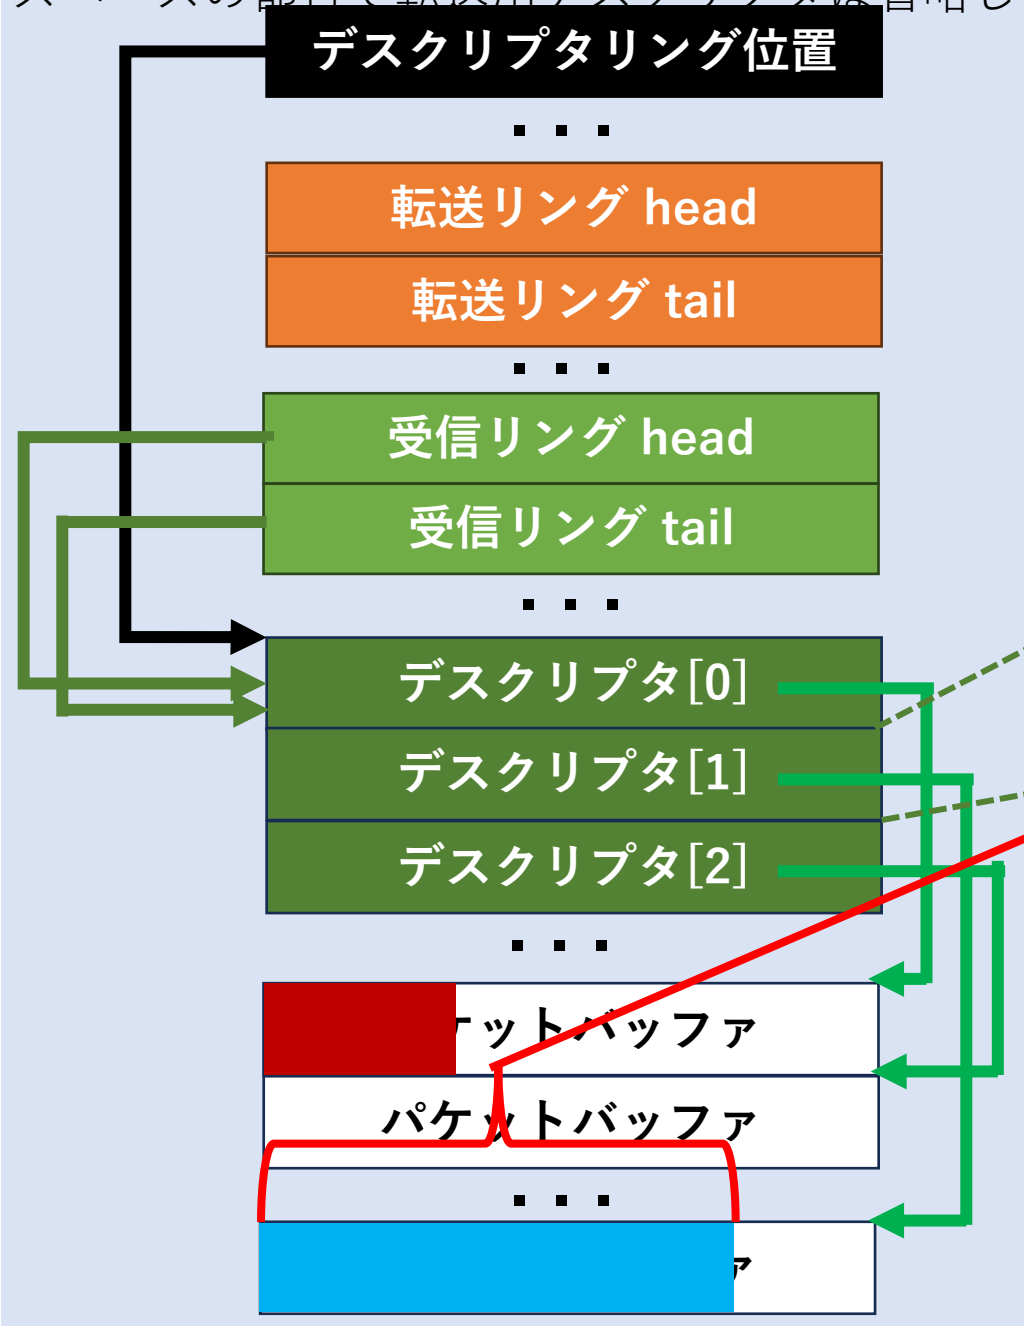 デスクリプタリング位置
・・・
転送リング head
転送リング tail
・・・
受信リング head
受信リング tail
・・・
デスクリプタ[0]
デスクリプタ[1]
デスクリプタ[2]
・・・
ケットバッファ
パケットバッファ
・・・
ァ